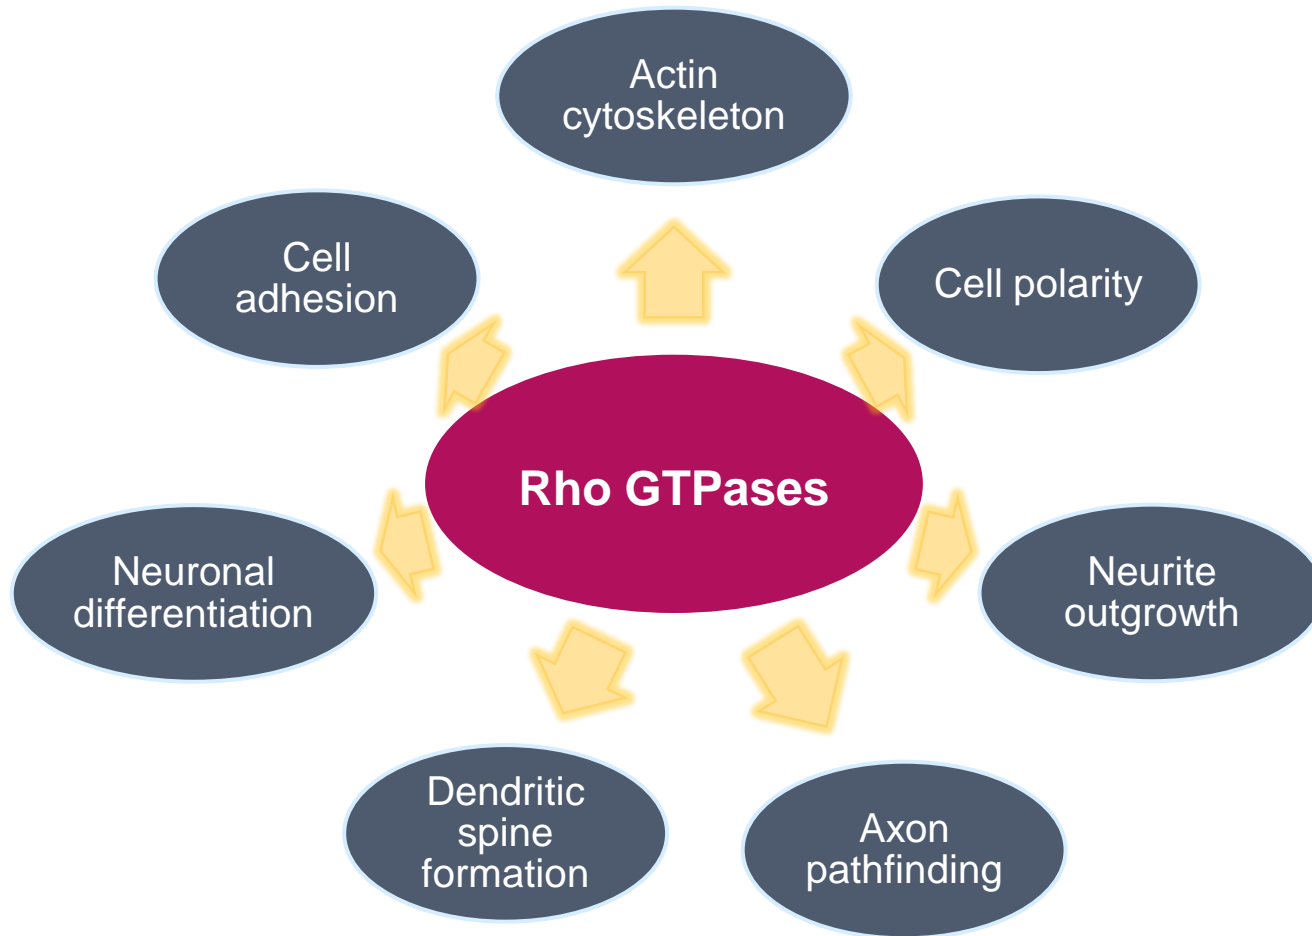 Actin
cytoskeleton
Cell
adhesion
Cell polarity
Rho GTPases
Neuronal
differentiation
Neurite
outgrowth
Dendritic
spine
formation
Axon
pathfinding